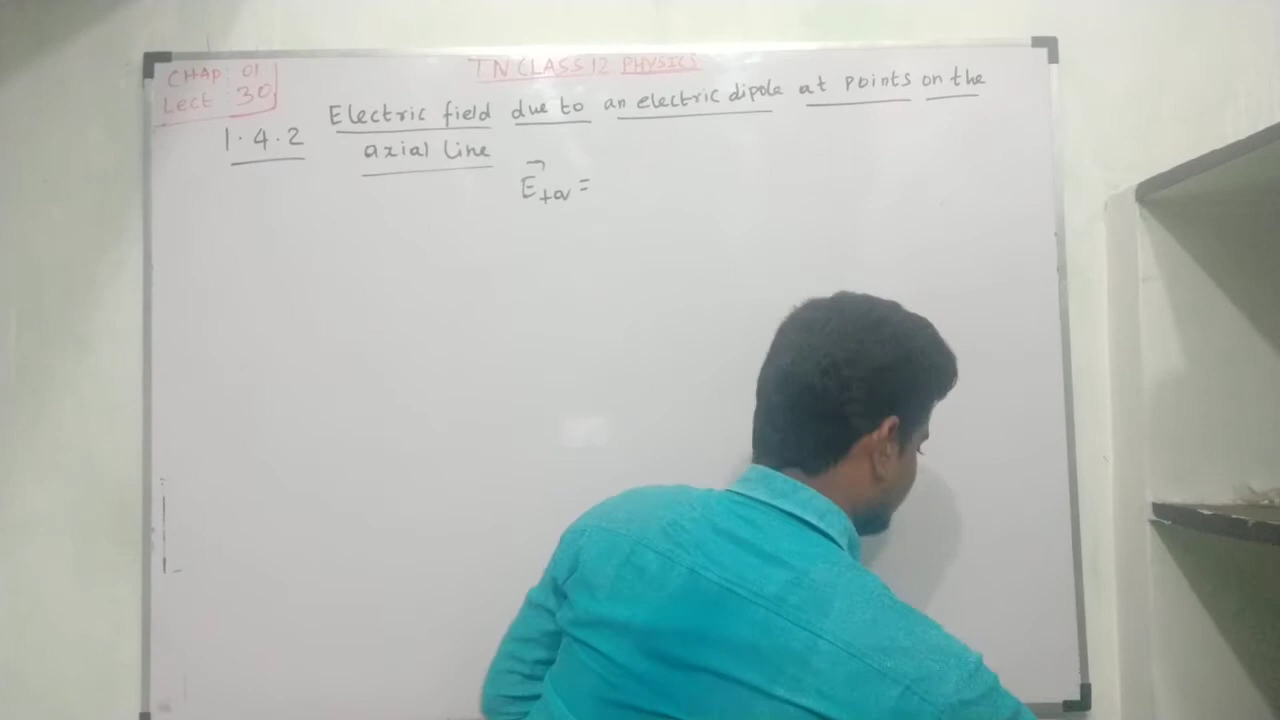 CHAP: 01
Lect : 30
TN CLASS 12 PHYSICS
1.4.2 Electric field due to an electric dipole at points on the
axial line
E⃗+q =